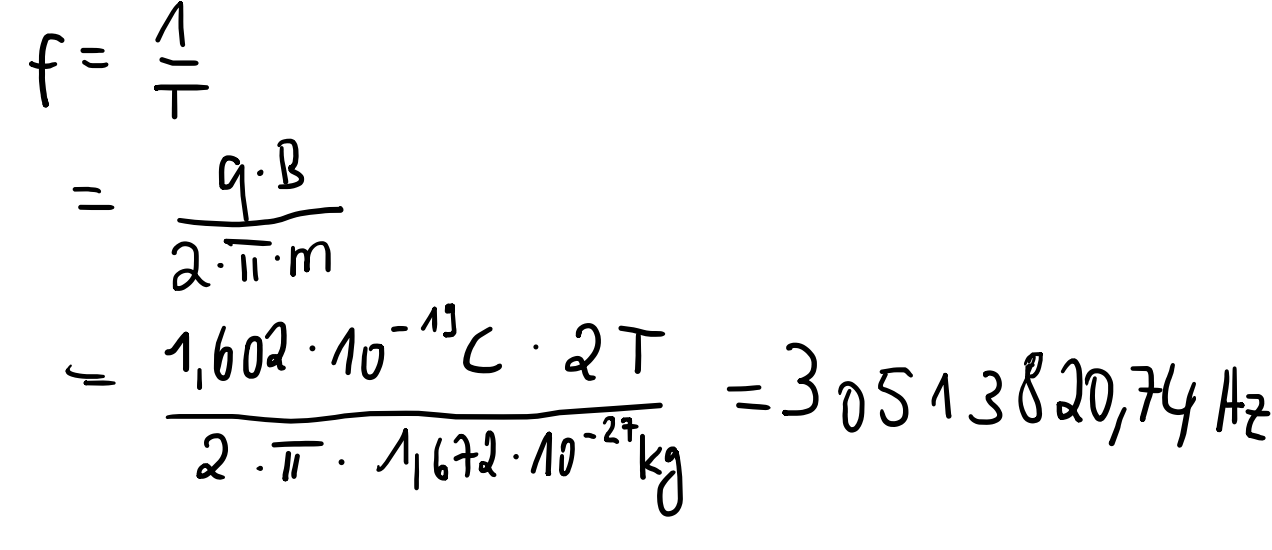 f = 1/T
= q·B / 2·π·m
= 1,602·10⁻¹⁹ C · 2 T / 2·π·1,672·10⁻²⁷ kg = 30513820,74 Hz